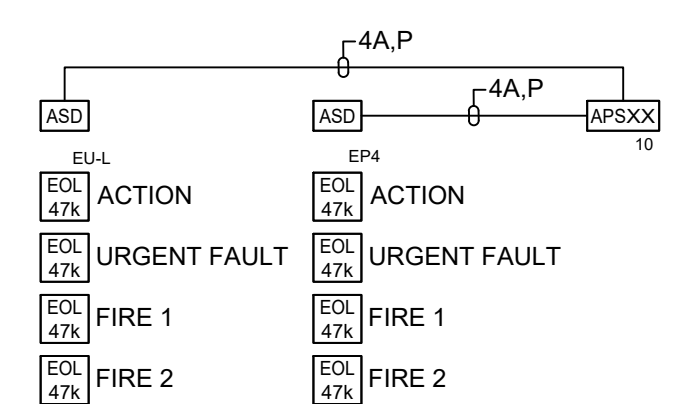 4A,P
4A,P
ASD
ASD
APSXX
10
EU-L
EP4
EOL
47k
ACTION
EOL
47k
ACTION
EOL
47k
URGENT FAULT
EOL
47k
URGENT FAULT
EOL
47k
FIRE 1
EOL
47k
FIRE 1
EOL
47k
FIRE 2
EOL
47k
FIRE 2